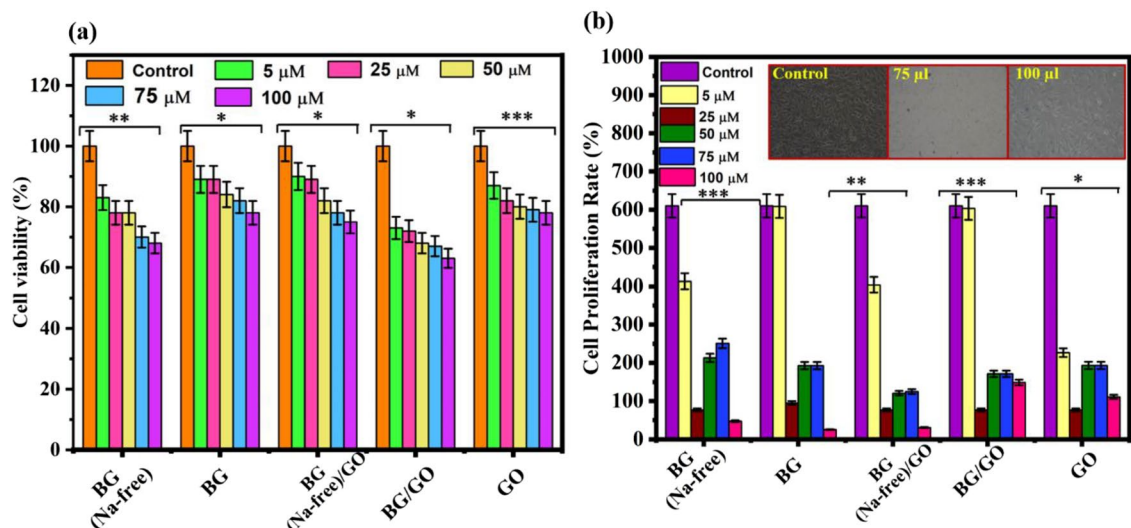 (a)
Control
5 μM
25 μM
50 μM
75 μM
100 μM
**
*
*
*
***
120
100
80
60
40
20
0
Cell viability (%)
BG
(Na-free)
BG
BG
(Na-free)/GO
BG/GO
GO
(b)
Control
5 μM
25 μM
50 μM
75 μM
100 μM
Control
75 µl
100 µl
***
**
***
*
1000
900
800
700
600
500
400
300
200
100
0
Cell Proliferation Rate (%)
BG
(Na-free)
BG
BG
(Na-free)/GO
BG/GO
GO